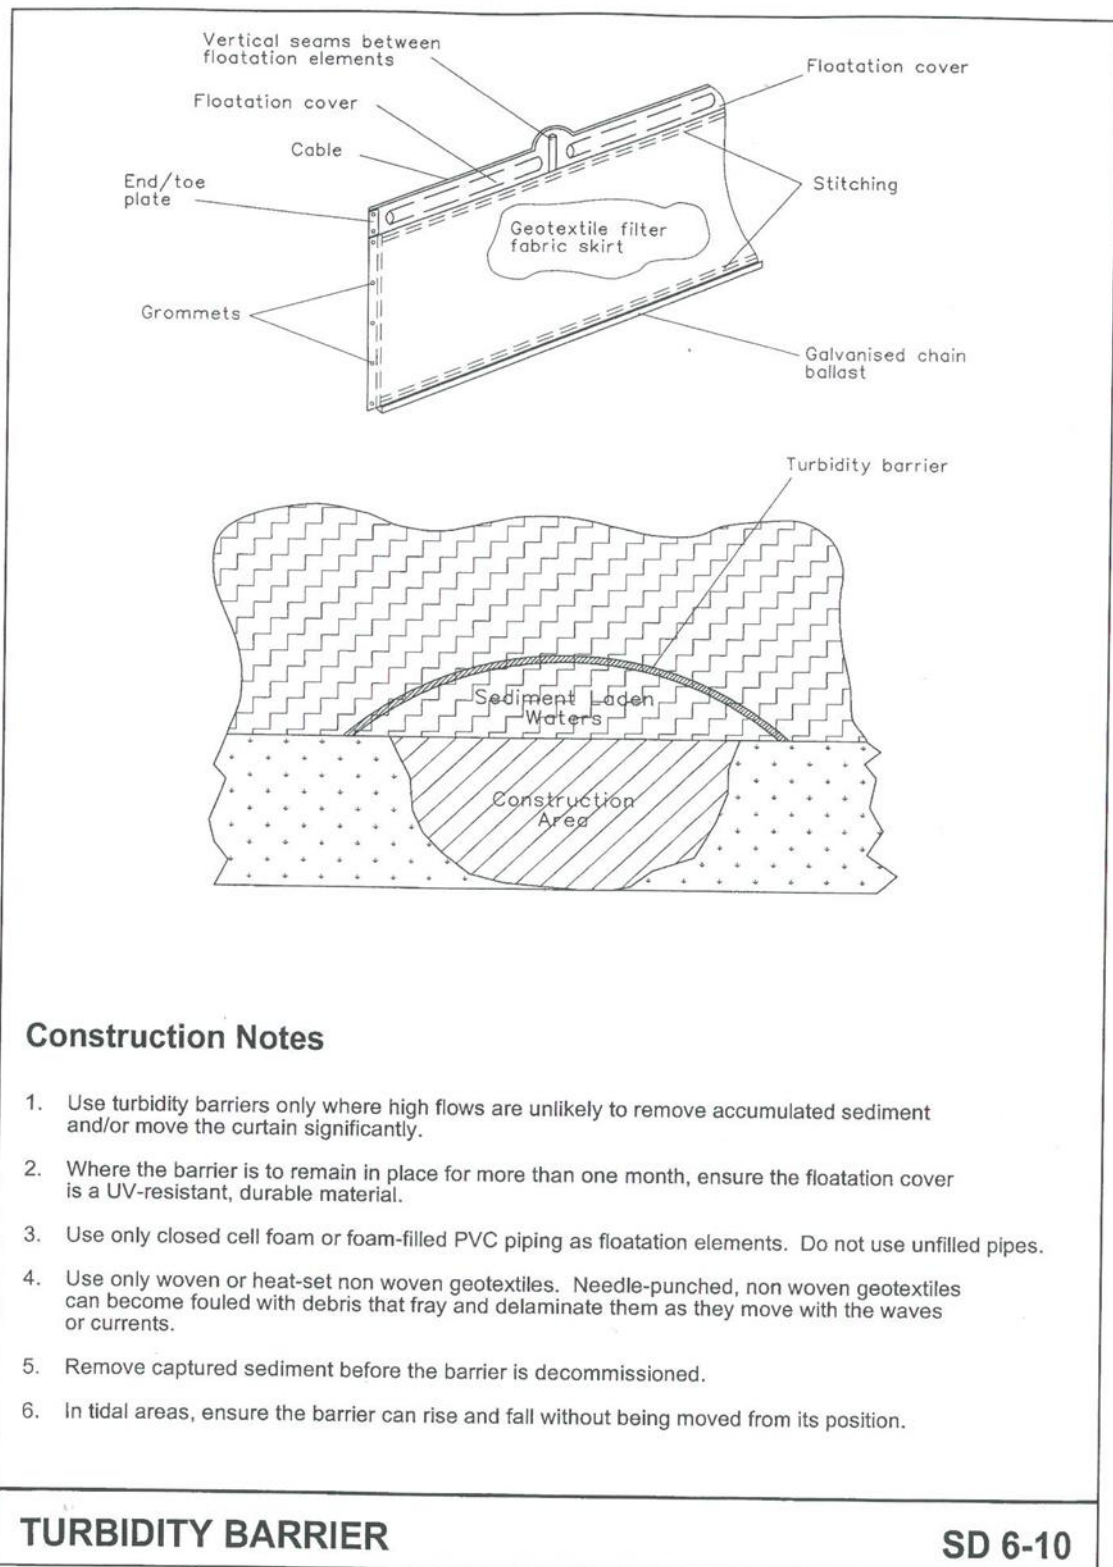 Vertical seams between
floatation elements
Floatation cover
Floatation cover
Cable
End/toe
plate
Stitching
Geotextile filter
fabric skirt
Grommets
Galvanised chain
ballast
Turbidity barrier
Sediment Laden
Waters
Construction
Area
Construction Notes
1. Use turbidity barriers only where high flows are unlikely to remove accumulated sediment
and/or move the curtain significantly.
2. Where the barrier is to remain in place for more than one month, ensure the floatation cover
is a UV-resistant, durable material.
3. Use only closed cell foam or foam-filled PVC piping as floatation elements. Do not use unfilled pipes.
4. Use only woven or heat-set non woven geotextiles. Needle-punched, non woven geotextiles
can become fouled with debris that fray and delaminate them as they move with the waves
or currents.
5. Remove captured sediment before the barrier is decommissioned.
6. In tidal areas, ensure the barrier can rise and fall without being moved from its position.
TURBIDITY BARRIER
SD 6-10